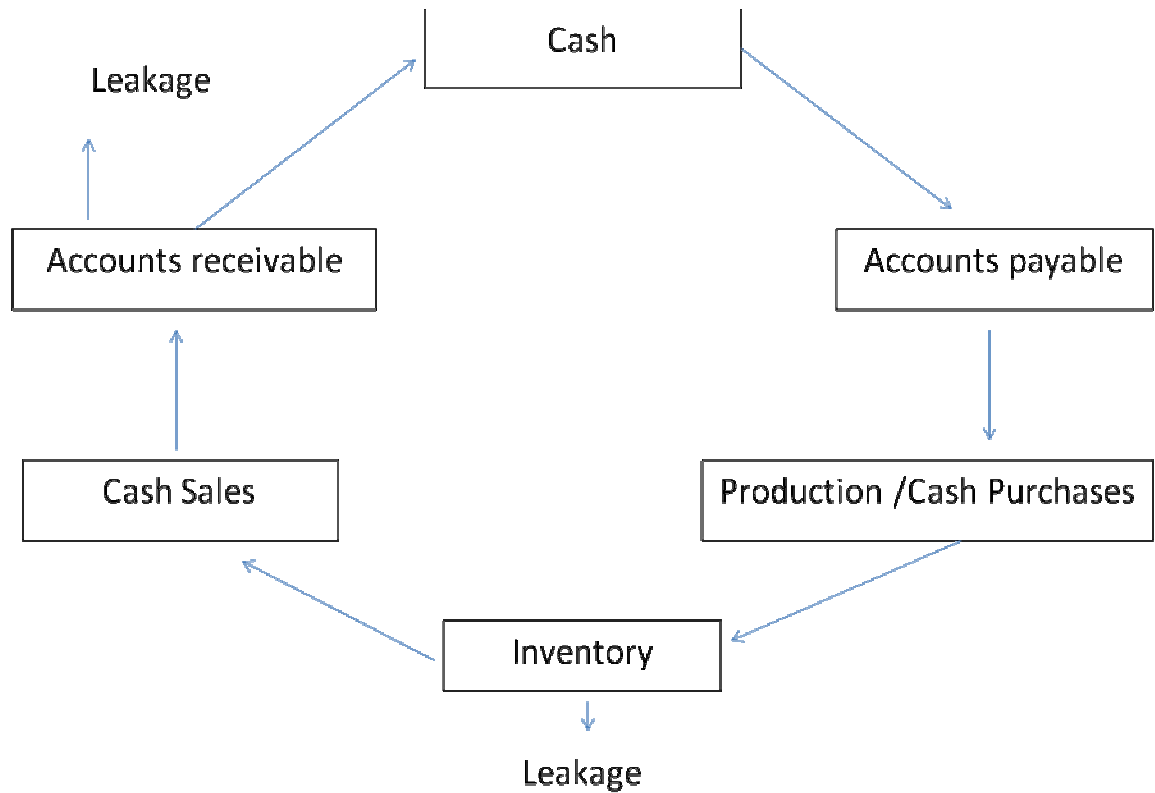 Cash
Leakage
Accounts receivable
Accounts payable
Cash Sales
Production /Cash Purchases
Inventory
Leakage